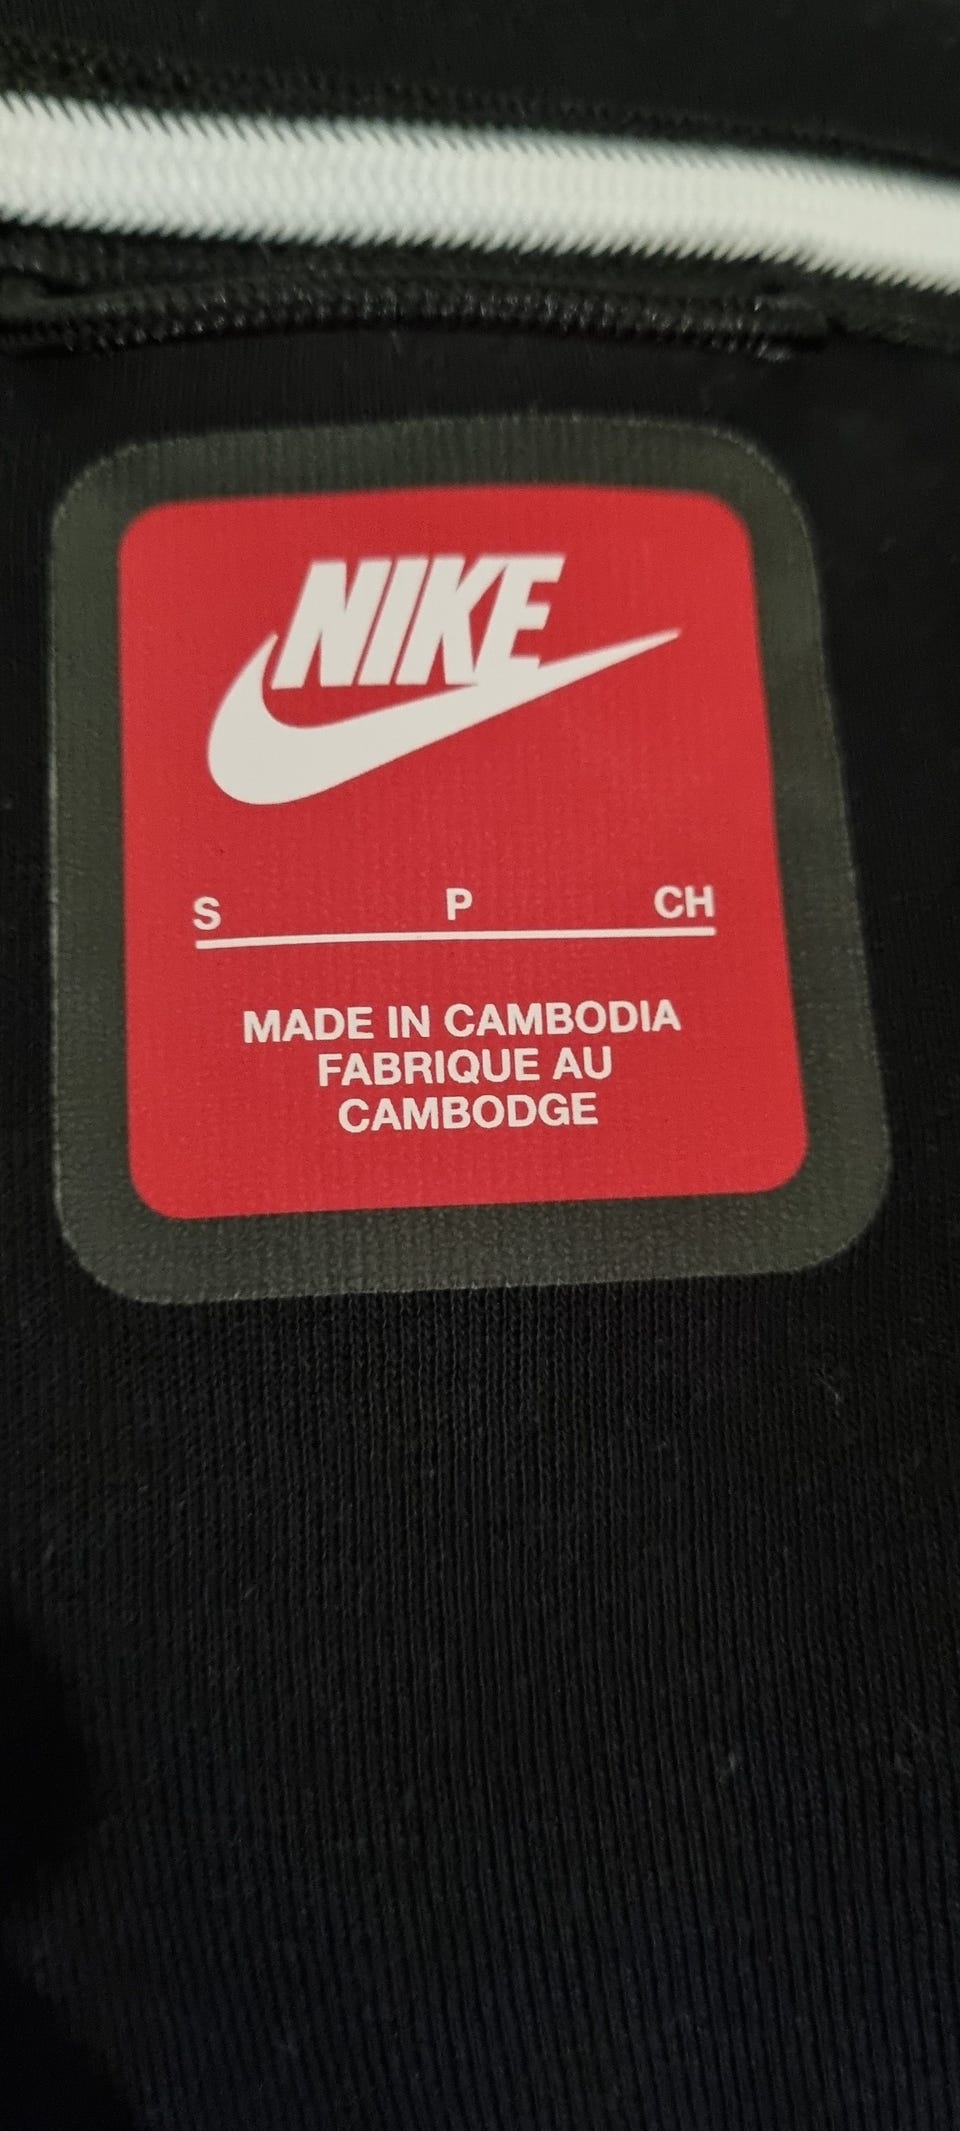 NIKE
S P CH
MADE IN CAMBODIA
FABRIQUE AU
CAMBODGE